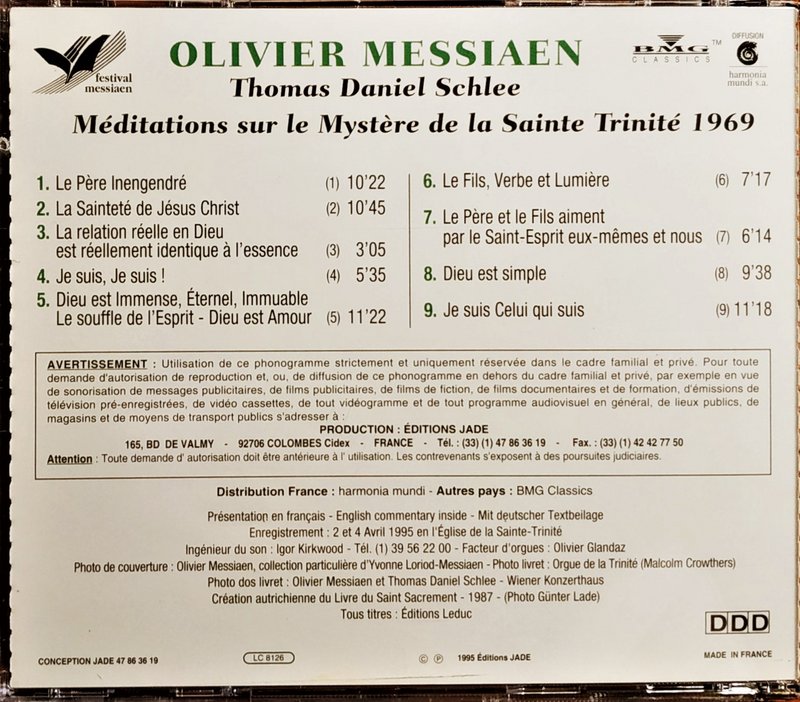 festival
messiaen
OLIVIER MESSIAEN
BMG TM
CLASSICS
DIFFUSION
harmonia
mundi s.a.
Thomas Daniel Schlee
Méditations sur le Mystère de la Sainte Trinité 1969
1. Le Père Inengendré (1) 10'22
2. La Sainteté de Jésus Christ (2) 10'45
3. La relation réelle en Dieu
est réellement identique à l'essence (3) 3'05
4. Je suis, Je suis ! (4) 5'35
5. Dieu est Immense, Éternel, Immuable
Le souffle de l'Esprit - Dieu est Amour (5) 11'22
6. Le Fils, Verbe et Lumière (6) 7'17
7. Le Père et le Fils aiment
par le Saint-Esprit eux-mêmes et nous (7) 6'14
8. Dieu est simple (8) 9'38
9. Je suis Celui qui suis (9) 11'18
AVERTISSEMENT : Utilisation de ce phonogramme strictement et uniquement réservée dans le cadre familial et privé. Pour toute
demande d'autorisation de reproduction et, ou, de diffusion de ce phonogramme en dehors du cadre familial et privé, par exemple en vue
de sonorisation de messages publicitaires, de films publicitaires, de films de fiction, de films documentaires et de formation, d'émissions de
télévision pré-enregistrées, de vidéo cassettes, de tout vidéogramme et de tout programme audiovisuel en général, de lieux publics, de
magasins et de moyens de transport publics s'adresser à :
PRODUCTION : ÉDITIONS JADE
165, BD DE VALMY - 92706 COLOMBES Cidex - FRANCE - Tél. : (33) (1) 47 86 36 19 - Fax. : (33) (1) 42 42 77 50
Attention : Toute demande d' autorisation doit être antérieure à l' utilisation. Les contrevenants s'exposent à des poursuites judiciaires.
Distribution France : harmonia mundi - Autres pays : BMG Classics
Présentation en français - English commentary inside - Mit deutscher Textbeilage
Enregistrement : 2 et 4 Avril 1995 en l'Église de la Sainte-Trinité
Ingénieur du son : Igor Kirkwood - Tél. (1) 39 56 22 00 - Facteur d'orgues : Olivier Glandaz
Photo de couverture : Olivier Messiaen, collection particulière d'Yvonne Loriod-Messiaen - Photo livret : Orgue de la Trinité (Malcolm Crowthers)
Photo dos livret : Olivier Messiaen et Thomas Daniel Schlee - Wiener Konzerthaus
Création autrichienne du Livre du Saint Sacrement - 1987 - (Photo Günter Lade)
Tous titres : Éditions Leduc
DDD
CONCEPTION JADE 47 86 36 19
LC 8126
© ℗ 1995 Éditions JADE
MADE IN FRANCE